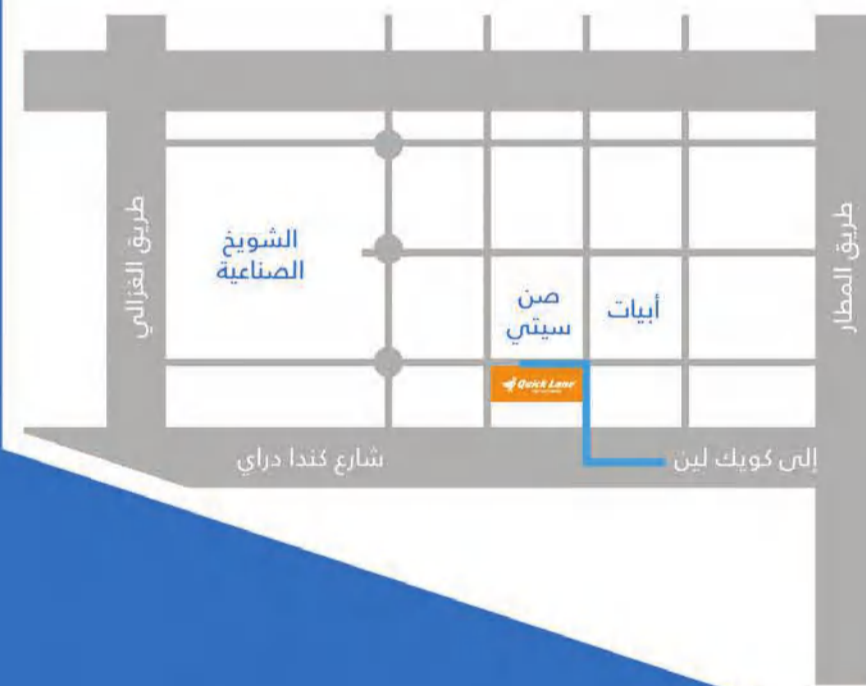 طريق المطار
طريق الغزالي
الشويخ
الصناعية
صن
سيتي
أبيات
Quick Lane
إلى كويك لين
شارع كندا دراي